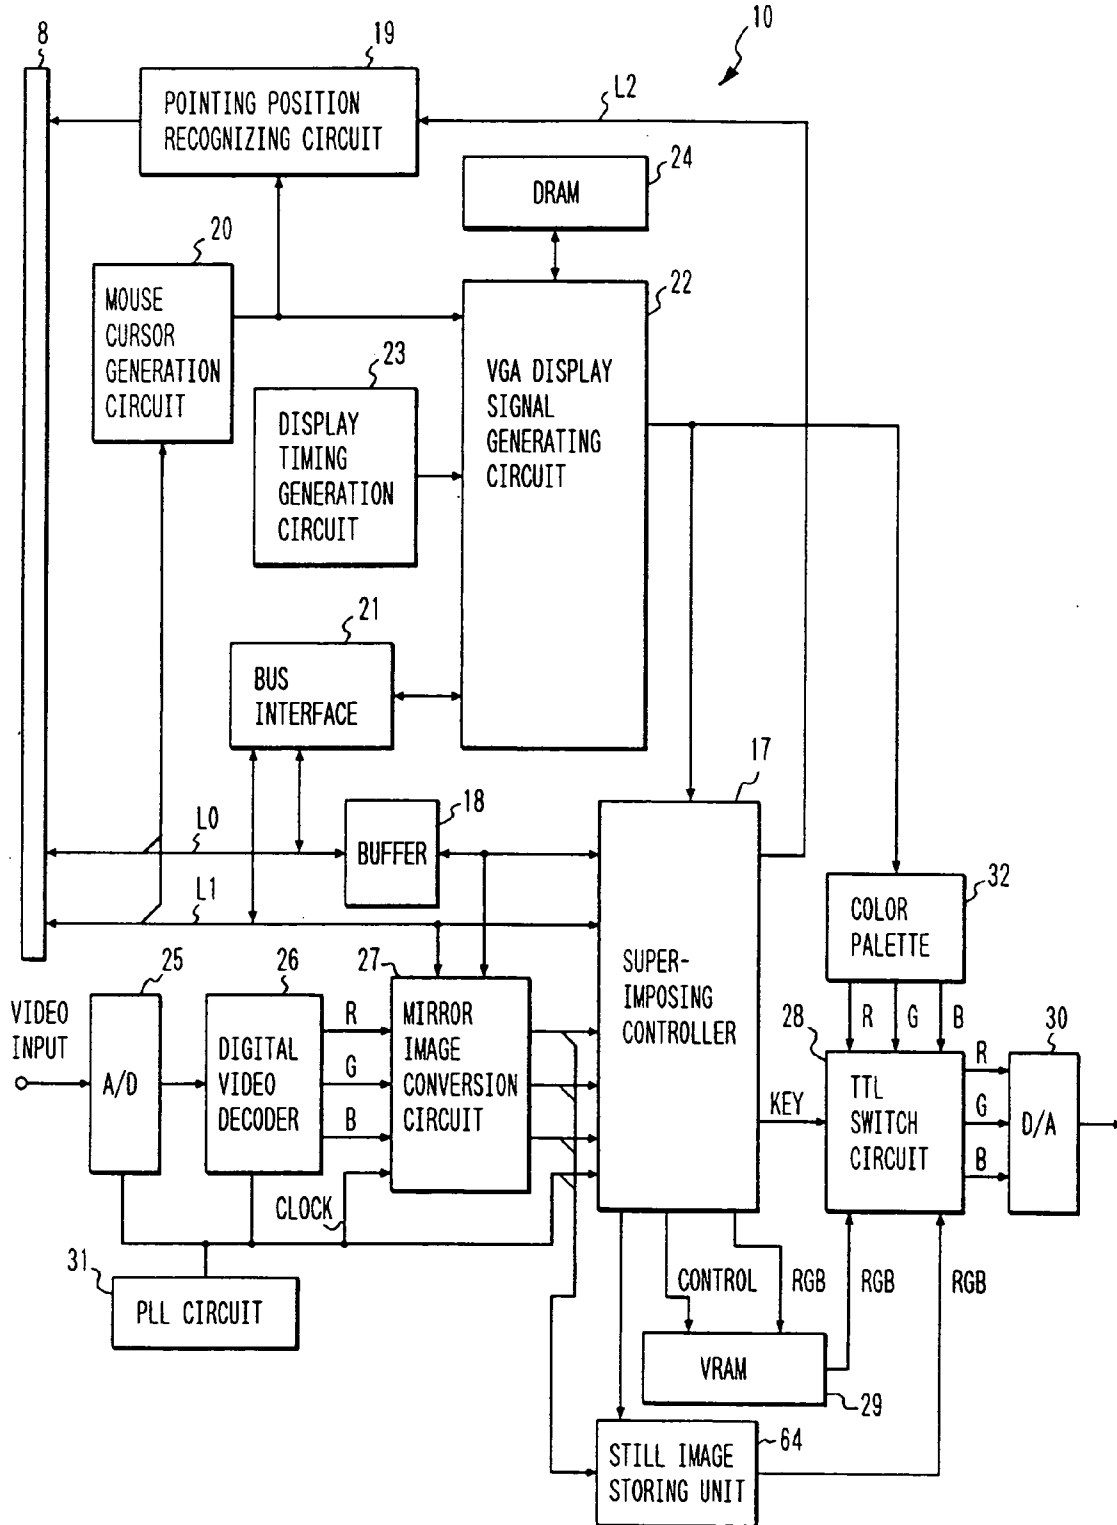 10
8
19
L2
POINTING POSITION
RECOGNIZING CIRCUIT
24
DRAM
20
22
MOUSE
CURSOR
GENERATION
CIRCUIT
23
VGA DISPLAY
SIGNAL
GENERATING
CIRCUIT
DISPLAY
TIMING
GENERATION
CIRCUIT
21
BUS
INTERFACE
17
18
L0
BUFFER
32
L1
COLOR
PALETTE
25
26
27
SUPER-
IMPOSING
CONTROLLER
VIDEO
INPUT
R
MIRROR
IMAGE
CONVERSION
CIRCUIT
28
R
G
B
30
A/D
DIGITAL
VIDEO
DECODER
G
B
KEY
TTL
SWITCH
CIRCUIT
R
G
B
D/A
CLOCK
31
PLL CIRCUIT
CONTROL
RGB
RGB
RGB
VRAM
29
64
STILL IMAGE
STORING UNIT